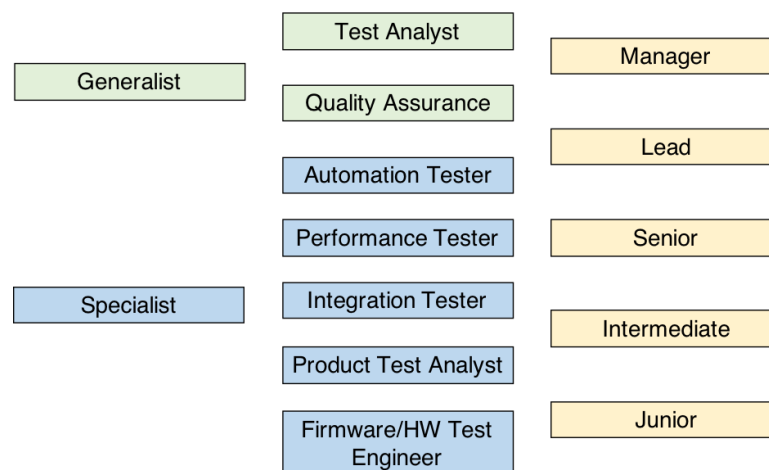 Generalist
Specialist
Test Analyst
Quality Assurance
Automation Tester
Performance Tester
Integration Tester
Product Test Analyst
Firmware/HW Test
Engineer
Manager
Lead
Senior
Intermediate
Junior